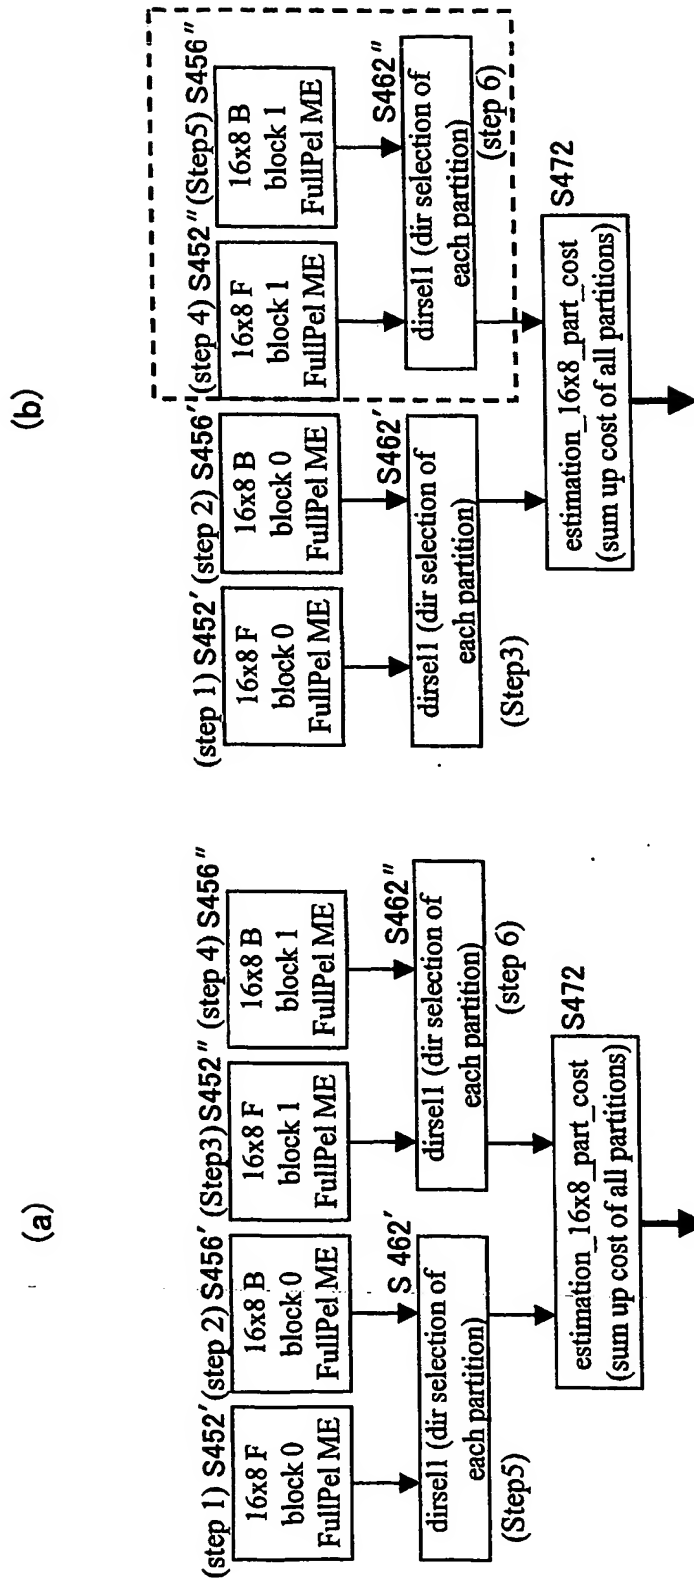 (a)
(step 1) S452′ (step 2) S456′ (Step3) S452″ (step 4) S456″
16x8 F
block 0
FullPel ME
16x8 B
block 0
FullPel ME
16x8 F
block 1
FullPel ME
16x8 B
block 1
FullPel ME
S 462′
dirsel1 (dir selection of
each partition)
(Step5)
S462″
dirsel1 (dir selection of
each partition)
(step 6)
S472
estimation_16x8_part_cost
(sum up cost of all partitions)
(b)
(step 1) S452′ (step 2) S456′ (step 4) S452″ (Step5) S456″
16x8 F
block 0
FullPel ME
16x8 B
block 0
FullPel ME
16x8 F
block 1
FullPel ME
16x8 B
block 1
FullPel ME
S462′
dirsel1 (dir selection of
each partition)
(Step3)
S462″
dirsel1 (dir selection of
each partition)
(step 6)
S472
estimation_16x8_part_cost
(sum up cost of all partitions)